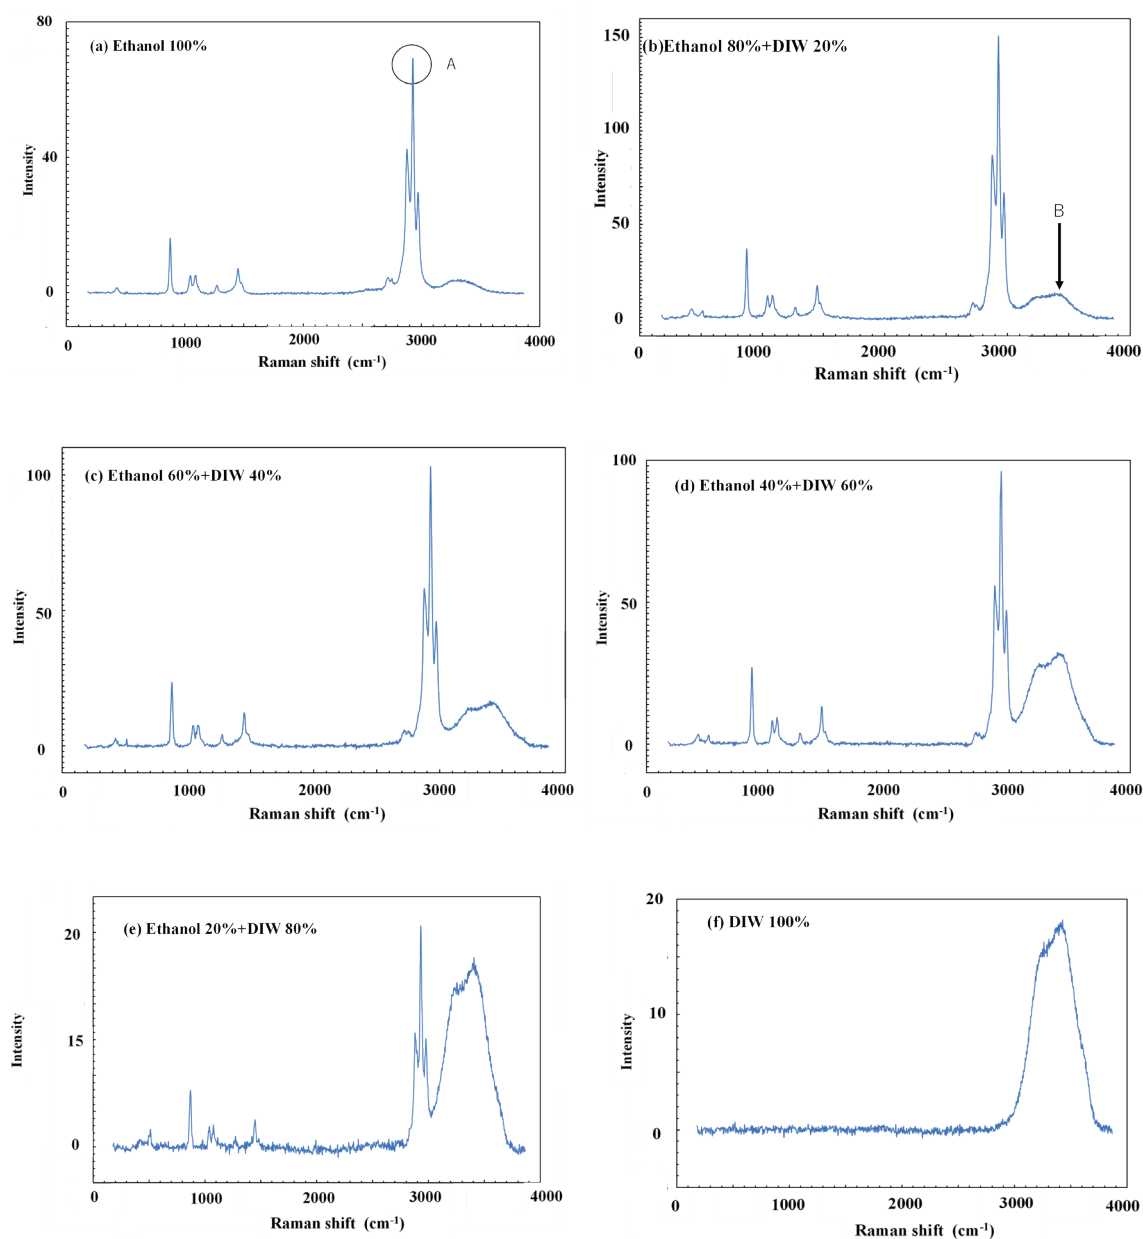 80
(a) Ethanol 100%
A
40
0
Intensity
0
1000
2000
3000
4000
Raman shift (cm-1)
150
(b)Ethanol 80%+DIW 20%
100
50
0
B
Intensity
0
1000
2000
3000
4000
Raman shift (cm-1)
100
(c) Ethanol 60%+DIW 40%
50
0
Intensity
0
1000
2000
3000
4000
Raman shift (cm-1)
100
(d) Ethanol 40%+DIW 60%
50
0
Intensity
0
1000
2000
3000
4000
Raman shift (cm-1)
20
(e) Ethanol 20%+DIW 80%
15
0
Intensity
0
1000
2000
3000
4000
Raman shift (cm-1)
20
(f) DIW 100%
10
0
Intensity
0
1000
2000
3000
4000
Raman shift (cm-1)